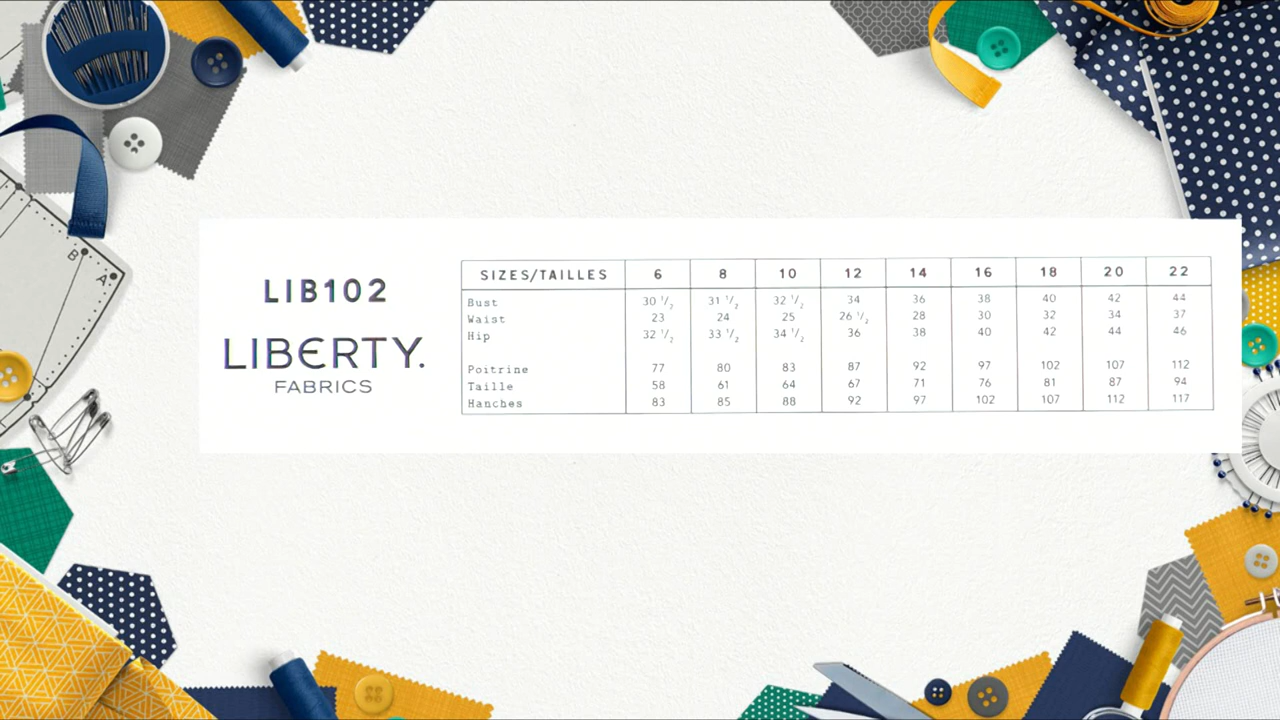 LIB102
LIBERTY.
FABRICS
SIZES/TAILLES 6 8 10 12 14 16 18 20 22
Bust 30 1/2 31 1/2 32 1/2 34 36 38 40 42 44
Waist 23 24 25 26 1/2 28 30 32 34 37
Hip 32 1/2 33 1/2 34 1/2 36 38 40 42 44 46
Poitrine 77 80 83 87 92 97 102 107 112
Taille 58 61 64 67 71 76 81 87 94
Hanches 83 85 88 92 97 102 107 112 117
B
A